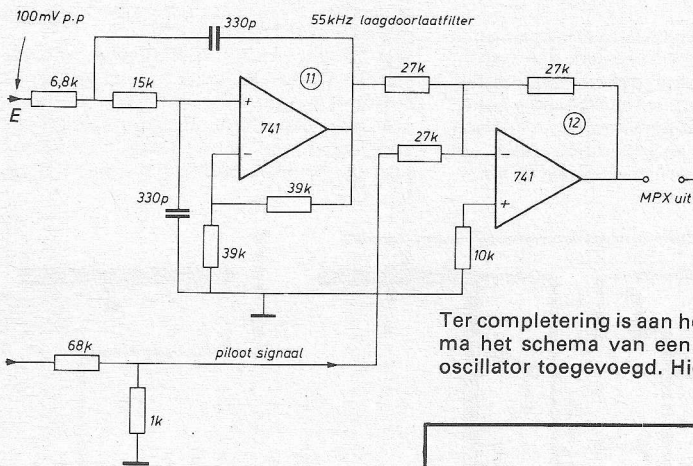 100mV p.p
330p
55kHz laagdoorlaatfilter
6,8k
15k
E
+
11
741
−
330p
39k
39k
27k
27k
27k
12
−
741
+
10k
MPX uit
68k
piloot signaal
1k
Ter completering is aan he
ma het schema van een
oscillator toegevoegd. Hie